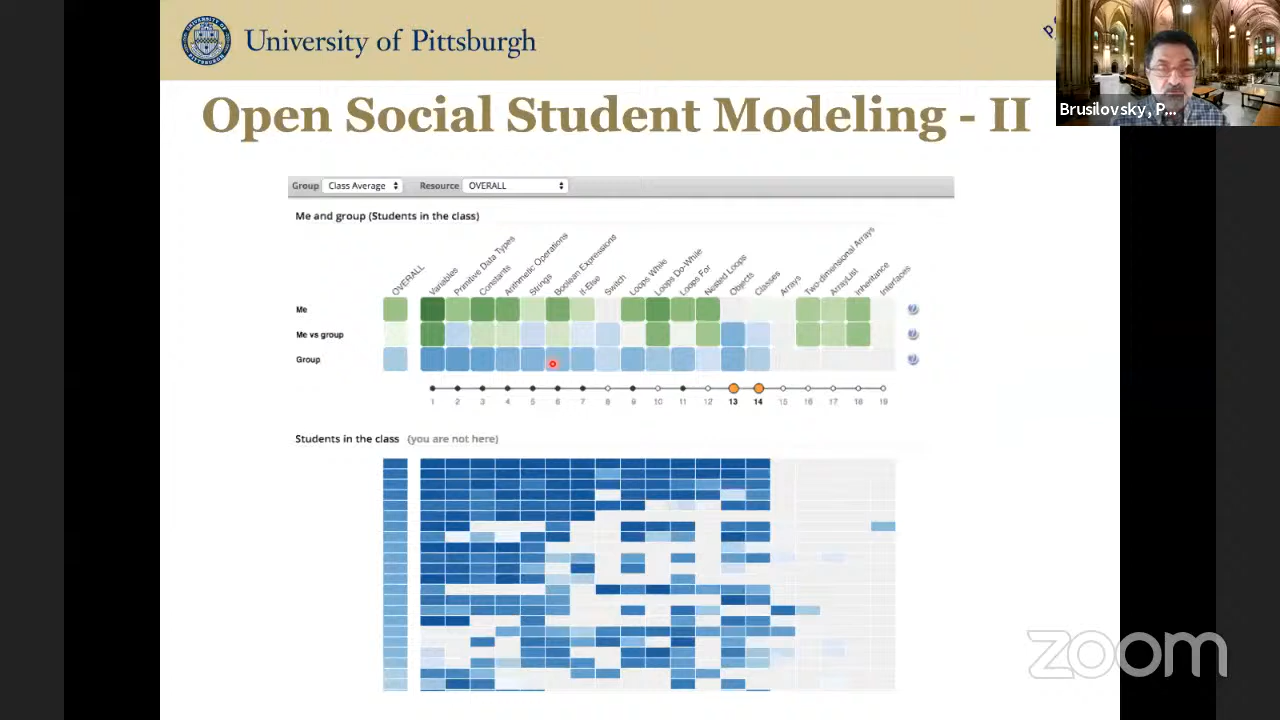 University of Pittsburgh
Brusilovsky, P...
Open Social Student Modeling - II
Group Class Average Resource OVERALL
Me and group (Students in the class)
OVERALL Variables Primitive Data Types Constants Arithmetic Operations Strings Boolean Expressions If-Else Switch Loops While Loops Do-While Loops For Nested Loops Objects Classes Arrays Two-dimensional Arrays ArrayList Inheritance Interfaces
Me
Me vs group
Group
1 2 3 4 5 6 7 8 9 10 11 12 13 14 15 16 17 18 19
Students in the class (you are not here)
zoom